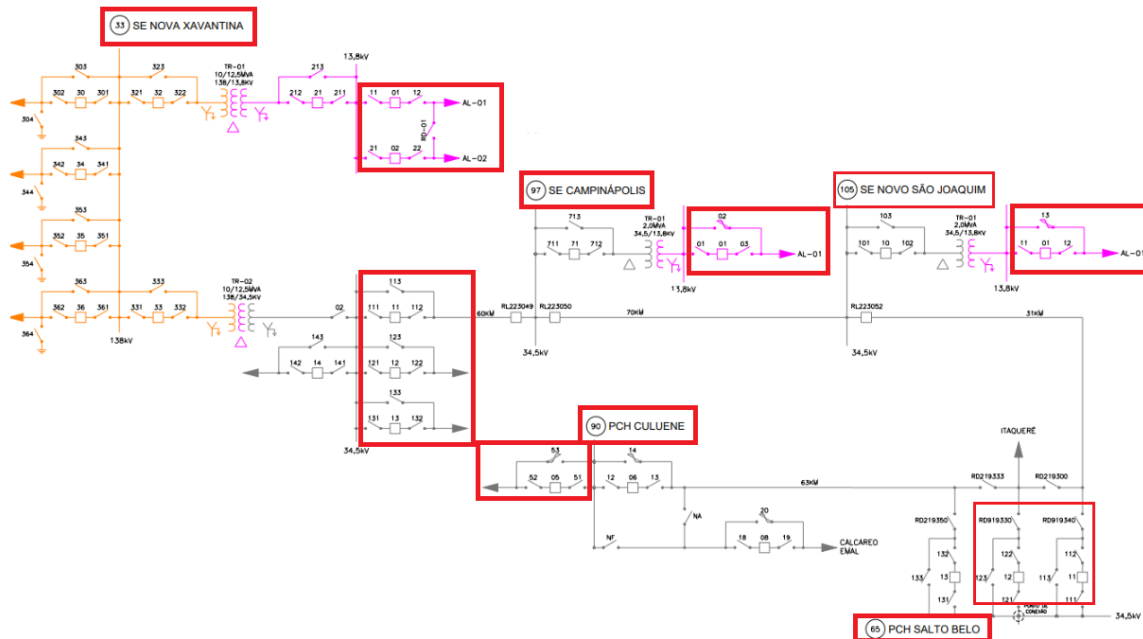 33 SE NOVA XAVANTINA
303
323
TR-01
10/12,5MVA
138/13,8KV
213
13,8kV
302 30 301 321 32 322
212 21 211
11 01 12
AL-01
304
RD-01
343
21 02 22
AL-02
342 34 341
344
97 SE CAMPINÁPOLIS
105 SE NOVO SÃO JOAQUIM
353
713
TR-01
2,0MVA
34,5/13,8KV
02
103
TR-01
2,0MVA
34,5/13,8KV
13
352 35 351
711 71 712
01 01 03
AL-01
101 10 102
11 01 12
AL-01
354
363
333
TR-02
10/12,5MVA
138/34,5KV
113
13,8kV
13,8kV
362 36 361 331 33 332
02
111 11 112
60KM
RL223049
RL223050
70KM
RL223052
31KM
364
138kV
143
123
34,5kV
34,5kV
142 14 141
121 12 122
133
131 13 132
34,5kV
90 PCH CULUENE
ITAQUERÊ
53
14
52 05 51
12 06 13
63KM
RD219333
RD219300
NA
20
RD219350
RD919330
RD919340
NF
18 08 19
CALCAREO
EMAL
132
122
112
133 13
123 12
113 11
131
121
111
PONTO DE
CONEXÃO
34,5kV
65 PCH SALTO BELO